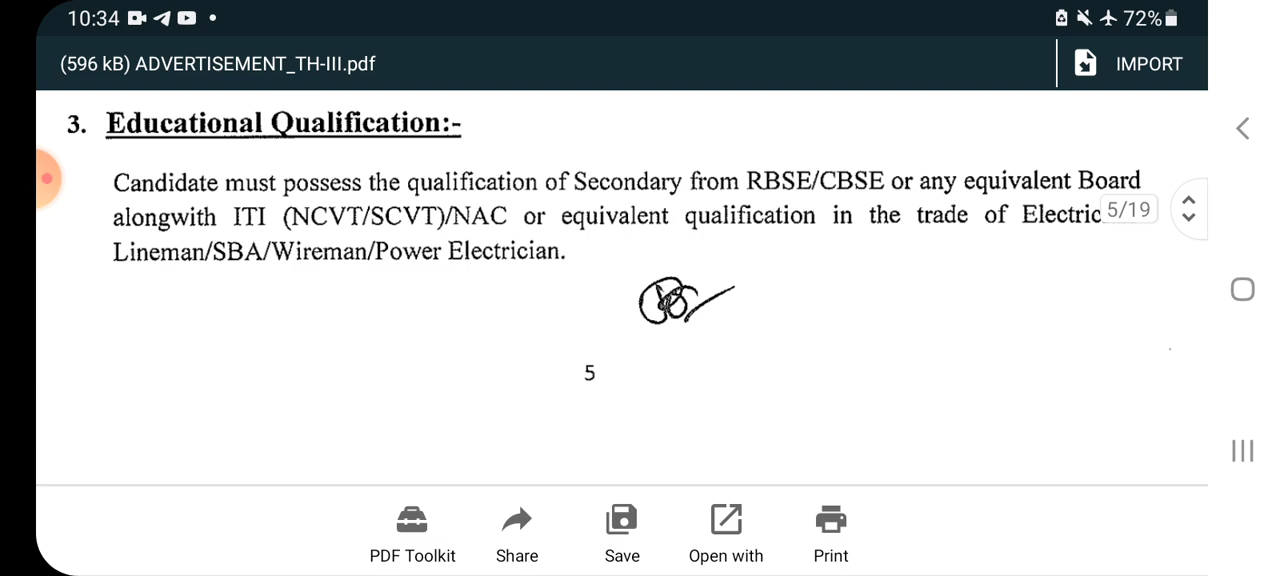 10:34
72%
(596 kB) ADVERTISEMENT_TH-III.pdf
IMPORT
3. Educational Qualification:-
Candidate must possess the qualification of Secondary from RBSE/CBSE or any equivalent Board
alongwith ITI (NCVT/SCVT)/NAC or equivalent qualification in the trade of
5/19
Lineman/SBA/Wireman/Power Electrician.
5
PDF Toolkit Share Save Open with Print